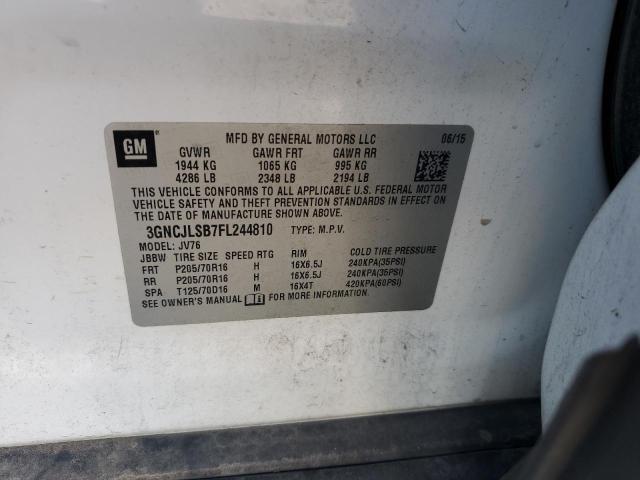 GM
MFD BY GENERAL MOTORS LLC 06/15
GVWR GAWR FRT GAWR RR
1944 KG 1065 KG 995 KG
4286 LB 2348 LB 2194 LB
THIS VEHICLE CONFORMS TO ALL APPLICABLE U.S. FEDERAL MOTOR
VEHICLE SAFETY AND THEFT PREVENTION STANDARDS IN EFFECT ON
THE DATE OF MANUFACTURE SHOWN ABOVE.
3GNCJLSB7FL244810 TYPE: M.P.V.
MODEL: JV76
JBBW TIRE SIZE SPEED RTG RIM COLD TIRE PRESSURE
FRT P205/70R16 H 16X6.5J 240KPA(35PSI)
RR P205/70R16 H 16X6.5J 240KPA(35PSI)
SPA T125/70D16 M 16X4T 420KPA(60PSI)
SEE OWNER'S MANUAL FOR MORE INFORMATION.